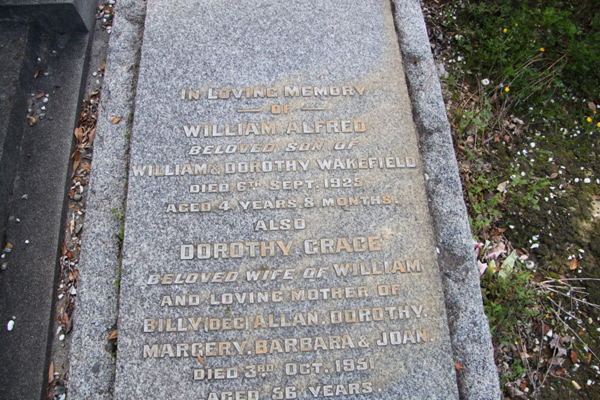 IN LOVING MEMORY
OF
WILLIAM ALFRED
BELOVED SON OF
WILLIAM & DOROTHY WAKEFIELD
DIED 6TH SEPT. 1925
AGED 4 YEARS 8 MONTHS.
ALSO
DOROTHY GRACE
BELOVED WIFE OF WILLIAM
AND LOVING MOTHER OF
BILLY (DEC) ALLAN, DOROTHY,
MARGERY, BARBARA & JOAN.
DIED 3RD OCT. 1951
AGED 56 YEARS.